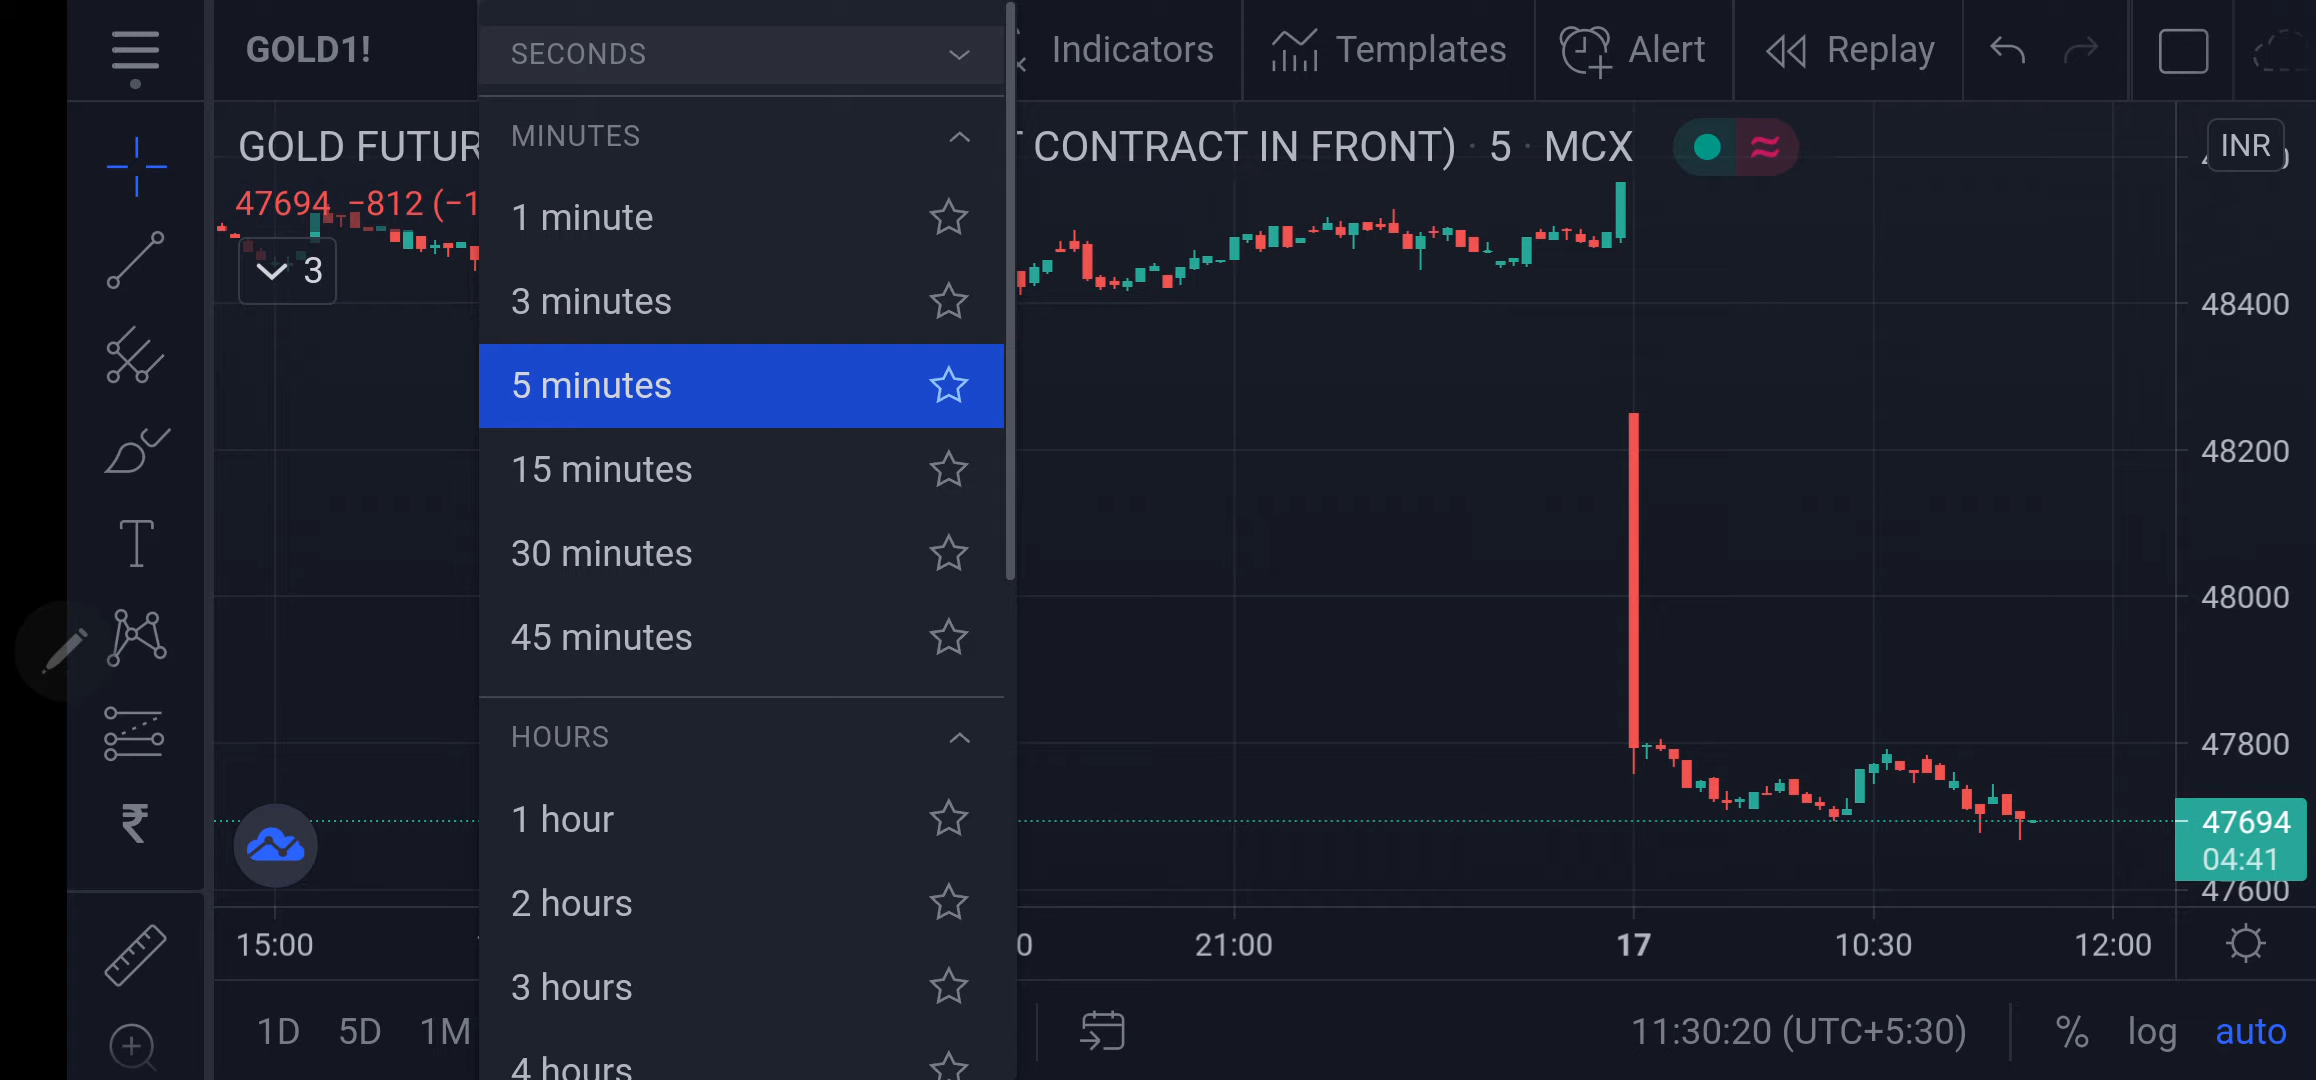 GOLD1!
SECONDS
Indicators
Templates
Alert
Replay
MINUTES
GOLD FUTUR
CONTRACT IN FRONT) · 5 · MCX
INR
47694 −812 (−1
3
1 minute
3 minutes
5 minutes
15 minutes
30 minutes
45 minutes
HOURS
1 hour
2 hours
3 hours
4 hours
48400
48200
48000
47800
47694
04:41
47600
15:00
0
21:00
17
10:30
12:00
1D 5D 1M
11:30:20 (UTC+5:30)
%
log
auto